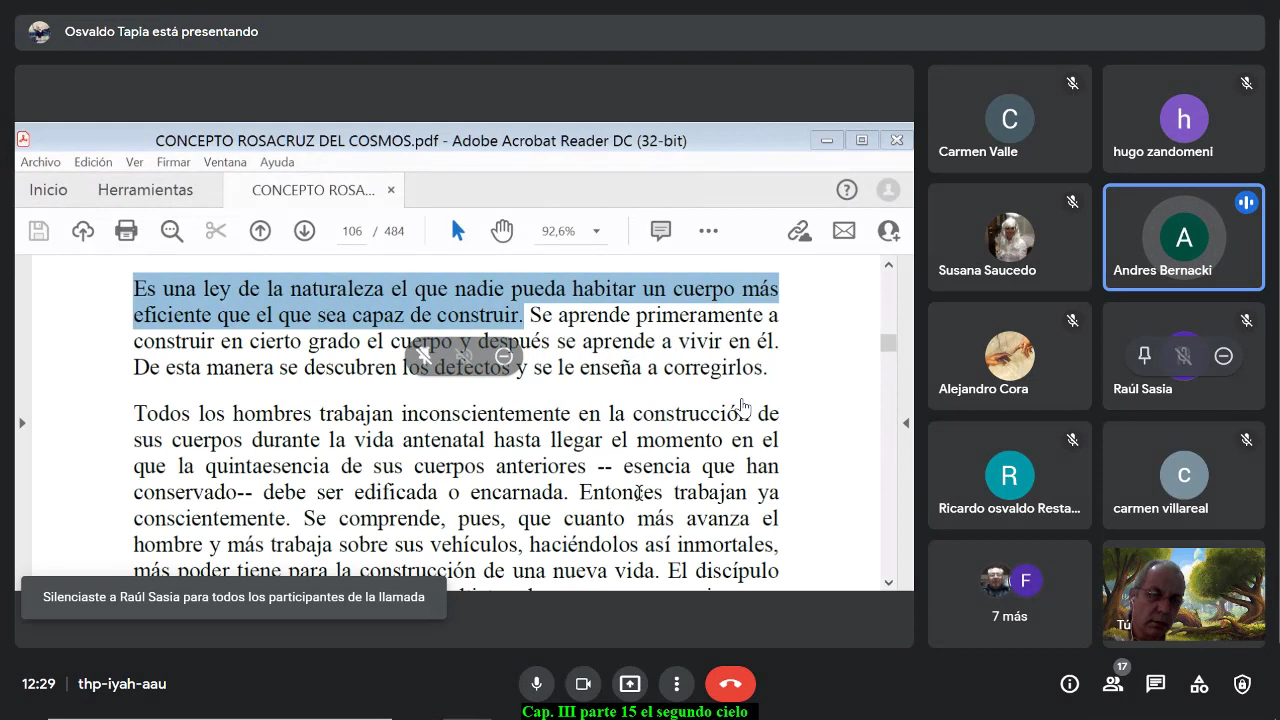 Osvaldo Tapia está presentando
CONCEPTO ROSACRUZ DEL COSMOS.pdf - Adobe Acrobat Reader DC (32-bit)
Archivo Edición Ver Firmar Ventana Ayuda
Inicio Herramientas CONCEPTO ROSA... ×
106 / 484 92,6%
Es una ley de la naturaleza el que nadie pueda habitar un cuerpo más
eficiente que el que sea capaz de construir. Se aprende primeramente a
construir en cierto grado el cuerpo y después se aprende a vivir en él.
De esta manera se descubren los defectos y se le enseña a corregirlos.
Todos los hombres trabajan inconscientemente en la construcción de
sus cuerpos durante la vida antenatal hasta llegar el momento en el
que la quintaesencia de sus cuerpos anteriores -- esencia que han
conservado-- debe ser edificada o encarnada. Entonces trabajan ya
conscientemente. Se comprende, pues, que cuanto más avanza el
hombre y más trabaja sobre sus vehículos, haciéndolos así inmortales,
más poder tiene para la construcción de una nueva vida. El discípulo
Silenciaste a Raúl Sasia para todos los participantes de la llamada
C
Carmen Valle
h
hugo zandomeni
Susana Saucedo
A
Andres Bernacki
Alejandro Cora
Raúl Sasia
R
Ricardo osvaldo Resta...
c
carmen villareal
F
7 más
Tú
12:29 thp-iyah-aau
17
Cap. III parte 15 el segundo cielo